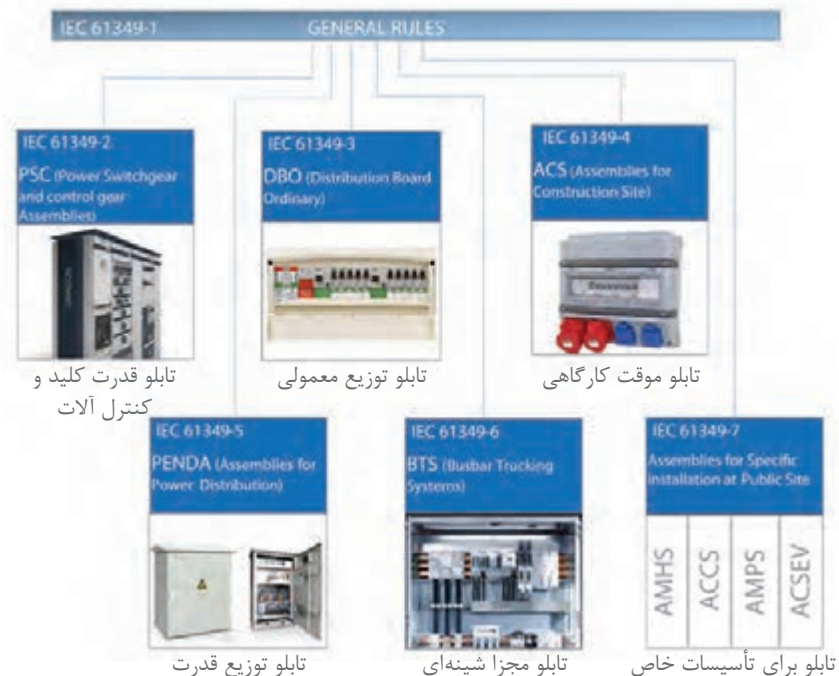 IEC 61349-1 GENERAL RULES
IEC 61349-2
PSC (Power Switchgear
and control gear
Assemblies)
تابلو قدرت کلید و
کنترل آلات
IEC 61349-3
DBO (Distribution Board
Ordinary)
تابلو توزیع معمولی
IEC 61349-4
ACS (Assemblies for
Construction Site)
تابلو موقت کارگاهی
IEC 61349-5
PENDA (Assemblies for
Power Distribution)
تابلو توزیع قدرت
IEC 61349-6
BTS (Busbar Trucking
Systems)
تابلو مجزا شینه‌ای
IEC 61349-7
Assemblies for Specific
installation at Public Site
AMHS
ACCS
AMPS
ACSEV
تابلو برای تأسیسات خاص